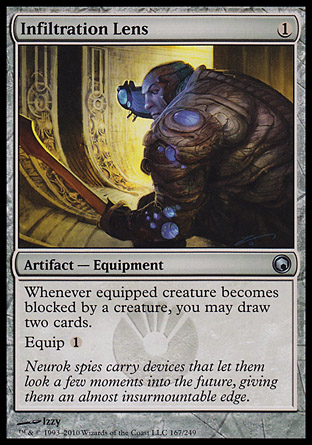 Infiltration Lens 1
Artifact — Equipment
Whenever equipped creature becomes
blocked by a creature, you may draw
two cards.
Equip 1
Neurok spies carry devices that let them
look a few moments into the future, giving
them an almost insurmountable edge.
Izzy
™ & © 1993–2010 Wizards of the Coast LLC 167/249